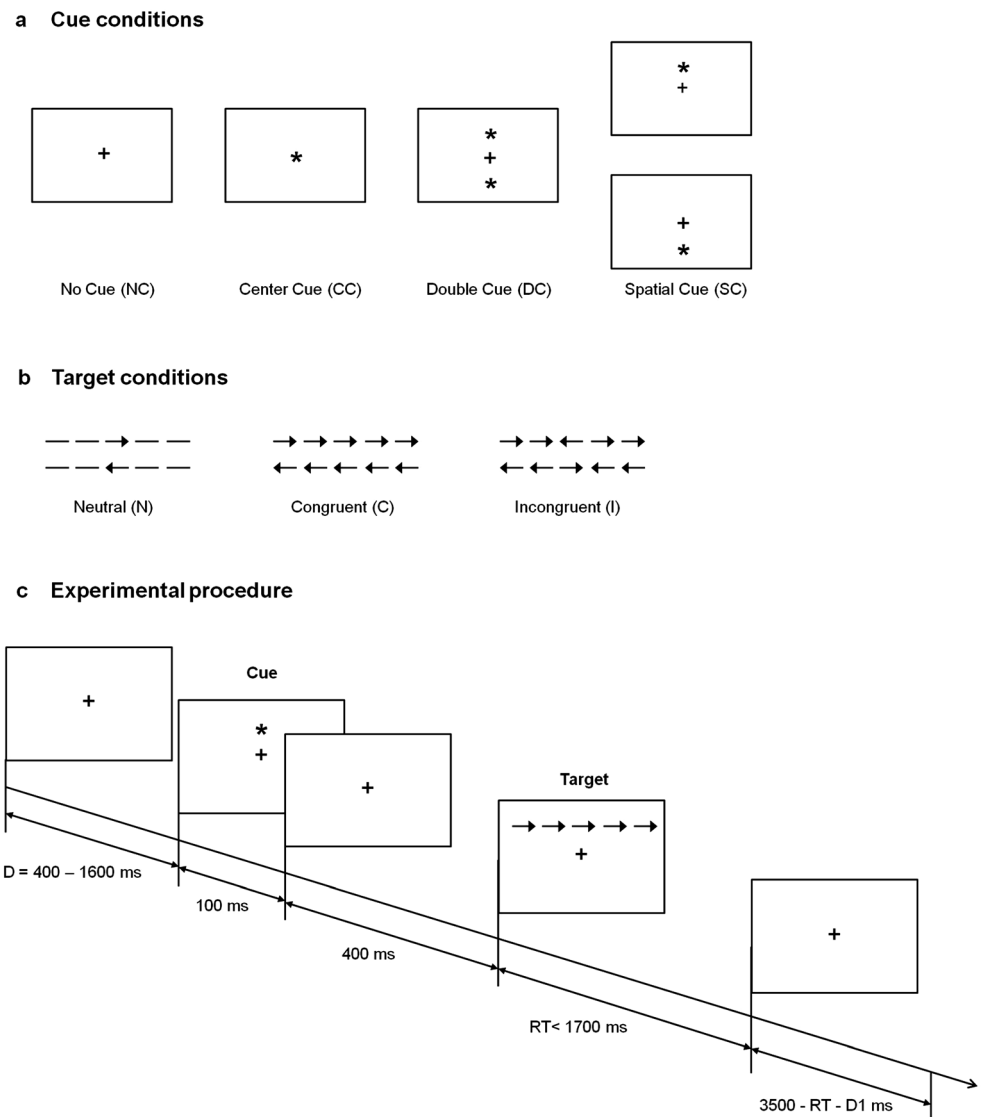 a Cue conditions
No Cue (NC) Center Cue (CC) Double Cue (DC) Spatial Cue (SC)
b Target conditions
Neutral (N) Congruent (C) Incongruent (I)
c Experimental procedure
Cue
Target
D = 400 – 1600 ms
100 ms
400 ms
RT< 1700 ms
3500 - RT - D1 ms